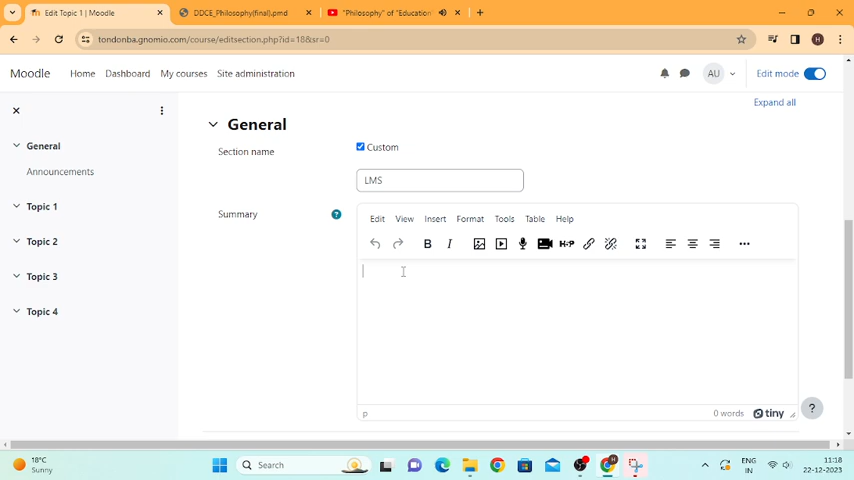 Edit Topic 1 | Moodle
DDCE_Philosophy(final).pmd
"Philosophy" of "Education
tondonba.gnomio.com/course/editsection.php?id=18&sr=0
H
Moodle Home Dashboard My courses Site administration AU Edit mode
Expand all
General
Announcements
Topic 1
Topic 2
Topic 3
Topic 4
General
Section name
Custom
LMS
Summary
?
Edit View Insert Format Tools Table Help
B I H-P
p
0 words tiny
?
18°C
Sunny
Search
H
ENG
IN
11:18
22-12-2023